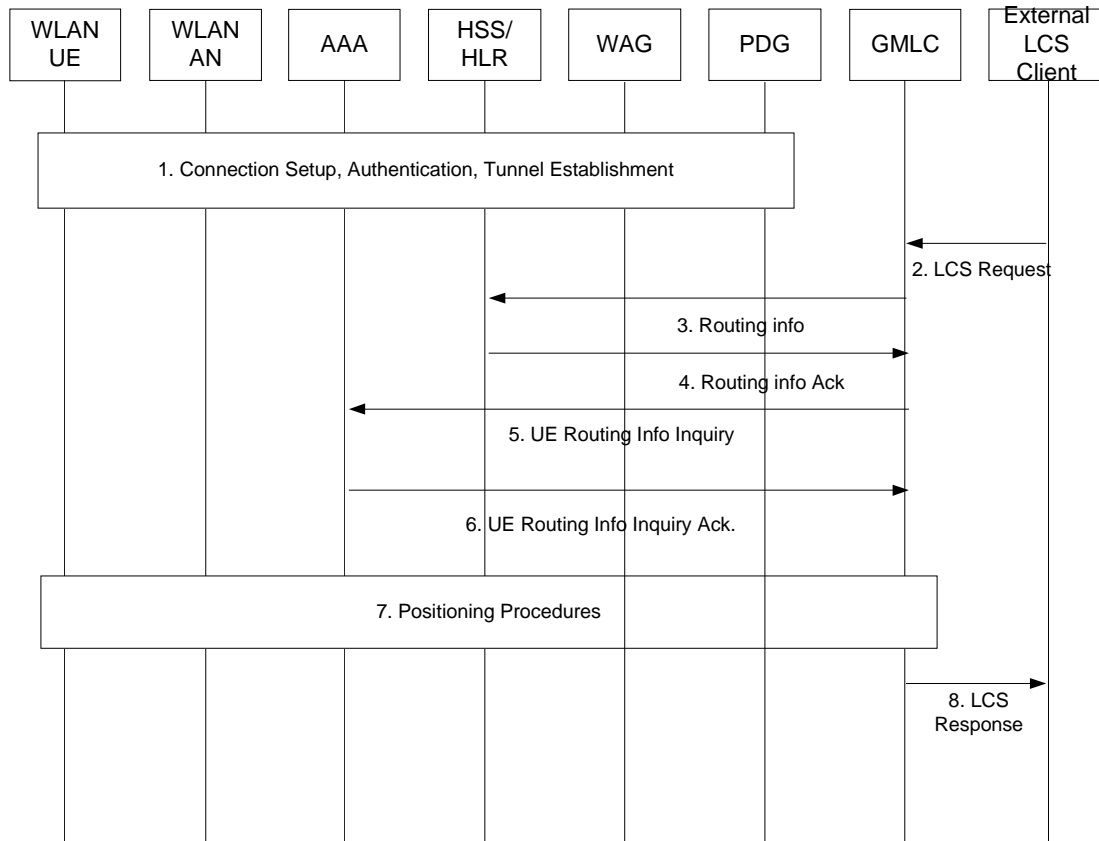 WLAN
UE
WLAN
AN
AAA
HSS/
HLR
WAG
PDG
GMLC
External
LCS
Client
1. Connection Setup, Authentication, Tunnel Establishment
2. LCS Request
3. Routing info
4. Routing info Ack
5. UE Routing Info Inquiry
6. UE Routing Info Inquiry Ack.
7. Positioning Procedures
8. LCS
Response